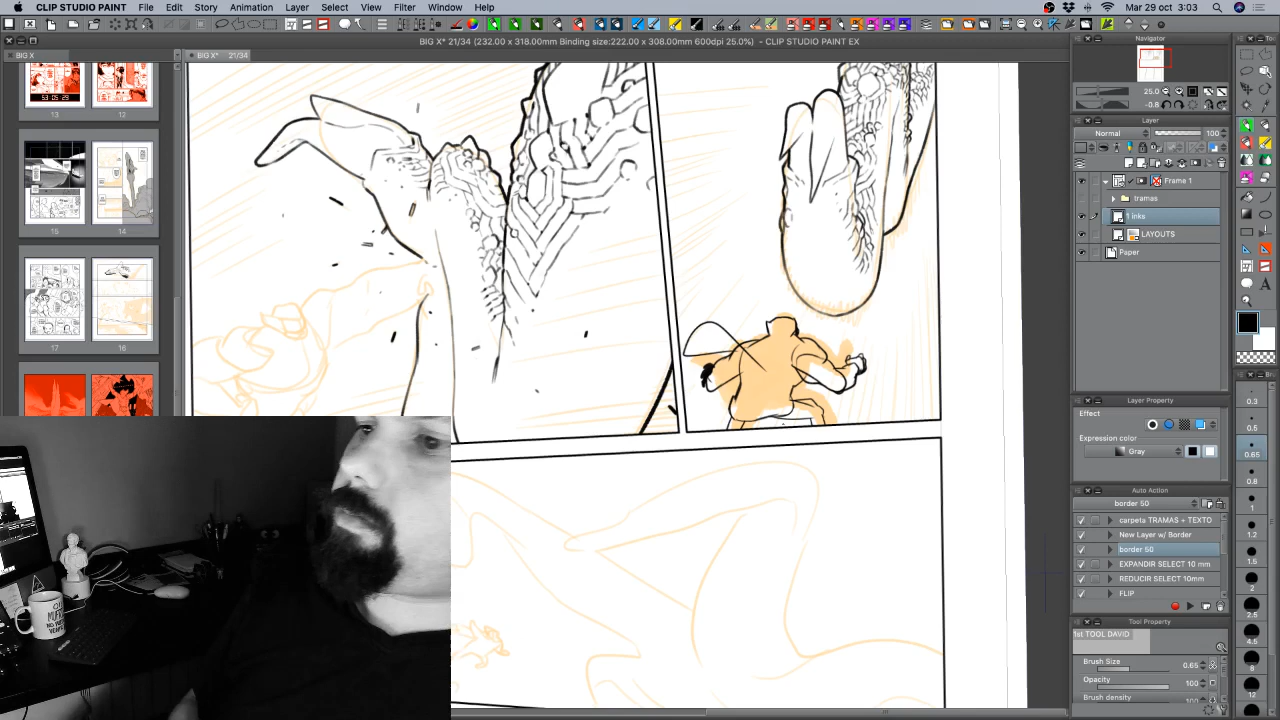 CLIP STUDIO PAINT File Edit Story Animation Layer Select View Filter Window Help Mar 29 oct 3:03
BIG X* 21/34 (232.00 x 318.00mm Binding size:222.00 x 308.00mm 600dpi 25.0%) - CLIP STUDIO PAINT EX
BIG X
BIG X* 21/34
13
12
15
14
17
16
Navigator
25.0
-0.8
Layer
Normal
100
Frame 1
tramas
1 inks
LAYOUTS
Paper
Layer Property
Effect
Expression color
Gray
Auto Action
border 50
carpeta TRAMAS + TEXTO
New Layer w/ Border
border 50
EXPANDIR SELECT 10 mm
REDUCIR SELECT 10mm
FLIP
Tool Property
1st TOOL DAVID
Brush Size
0.65
Opacity
100
Brush density
100
To
0.3
0.5
0.65
0.8
1
1.2
1.5
2
2.5
4.5
8
12